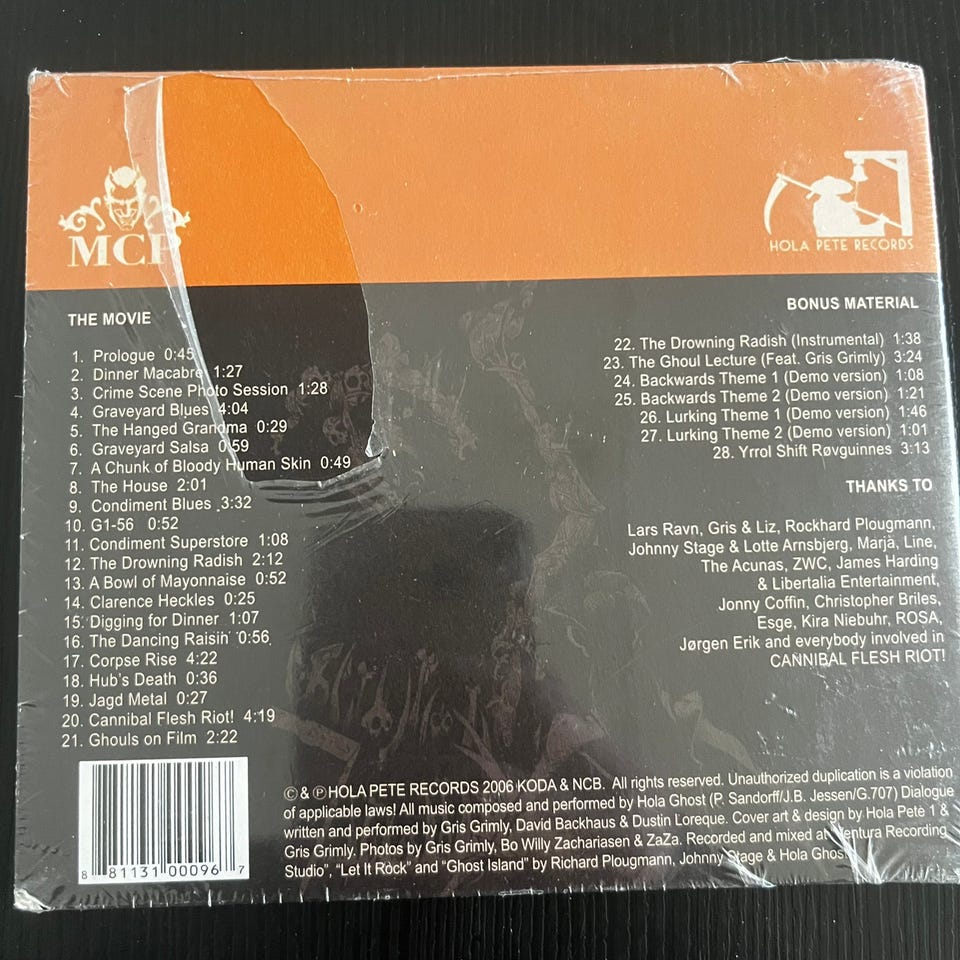 MCP
HOLA PETE RECORDS
THE MOVIE
1. Prologue 0:45
2. Dinner Macabre 1:27
3. Crime Scene Photo Session 1:28
4. Graveyard Blues 4:04
5. The Hanged Grandma 0:29
6. Graveyard Salsa 0:59
7. A Chunk of Bloody Human Skin 0:49
8. The House 2:01
9. Condiment Blues 3:32
10. G1-56 0:52
11. Condiment Superstore 1:08
12. The Drowning Radish 2:12
13. A Bowl of Mayonnaise 0:52
14. Clarence Heckles 0:25
15. Digging for Dinner 1:07
16. The Dancing Raisin 0:56
17. Corpse Rise 4:22
18. Hub's Death 0:36
19. Jagd Metal 0:27
20. Cannibal Flesh Riot! 4:19
21. Ghouls on Film 2:22
BONUS MATERIAL
22. The Drowning Radish (Instrumental) 1:38
23. The Ghoul Lecture (Feat. Gris Grimly) 3:24
24. Backwards Theme 1 (Demo version) 1:08
25. Backwards Theme 2 (Demo version) 1:21
26. Lurking Theme 1 (Demo version) 1:46
27. Lurking Theme 2 (Demo version) 1:01
28. Yrrol Shift Røvguinnes 3:13
THANKS TO
Lars Ravn, Gris & Liz, Rockhard Plougmann,
Johnny Stage & Lotte Arnsbjerg, Marjà, Line,
The Acunas, ZWC, James Harding
& Libertalia Entertainment,
Jonny Coffin, Christopher Briles,
Esge, Kira Niebuhr, ROSA,
Jørgen Erik and everybody involved in
CANNIBAL FLESH RIOT!
© & ℗ HOLA PETE RECORDS 2006 KODA & NCB. All rights reserved. Unauthorized duplication is a violation
of applicable laws! All music composed and performed by Hola Ghost (P. Sandorff/J.B. Jessen/G.707) Dialogue
written and performed by Gris Grimly, David Backhaus & Dustin Loreque. Cover art & design by Hola Pete 1 &
Gris Grimly. Photos by Gris Grimly, Bo Willy Zachariasen & ZaZa. Recorded and mixed at Ventura Recording
Studio", "Let It Rock" and "Ghost Island" by Richard Plougmann, Johnny Stage & Hola Ghost.
8 81131 00096 7